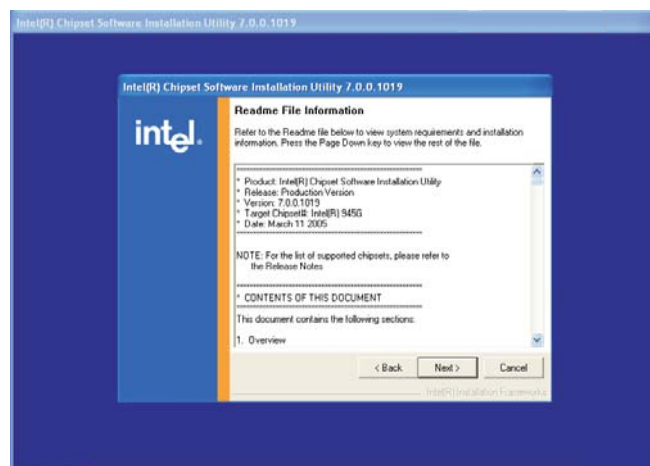 Intel(R) Chipset Software Installation Utility 7.0.0.1019
Intel(R) Chipset Software Installation Utility 7.0.0.1019
intel.
Readme File Information
Refer to the Readme file below to view system requirements and installation
information. Press the Page Down key to view the rest of the file.
************************************************************
* Product: Intel(R) Chipset Software Installation Utility
* Release: Production Version
* Version: 7.0.0.1019
* Target Chipset#: Intel(R) 945G
* Date: March 11 2005
************************************************************
NOTE: For the list of supported chipsets, please refer to
the Release Notes
************************************************************
* CONTENTS OF THIS DOCUMENT
************************************************************
This document contains the following sections:
1. Overview
< Back
Next >
Cancel
Intel(R) Installation Frameworks